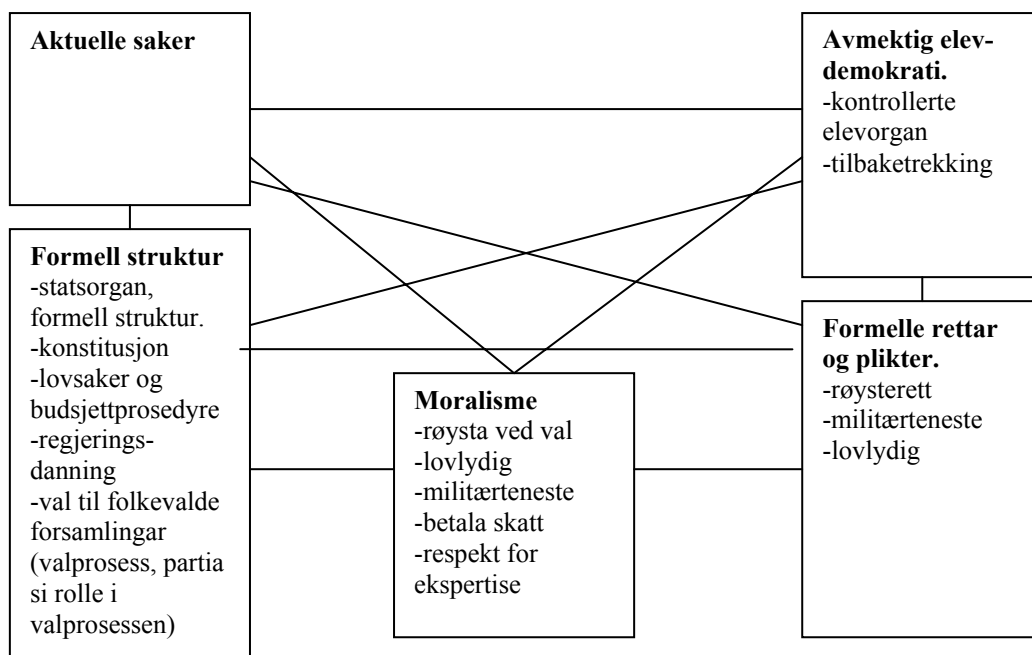 Aktuelle saker
Avmektig elev-
demokrati.
-kontrollerte
elevorgan
-tilbaketrekking
Formell struktur
-statsorgan,
formell struktur.
-konstitusjon
-lovsaker og
budsjettprosedyre
-regjerings-
danning
-val til folkevalde
forsamlingar
(valprosess, partia
si rolle i
valprosessen)
Moralisme
-røysta ved val
-lovlydig
-militærteneste
-betala skatt
-respekt for
ekspertise
Formelle rettar
og plikter.
-røysterett
-militærteneste
-lovlydig